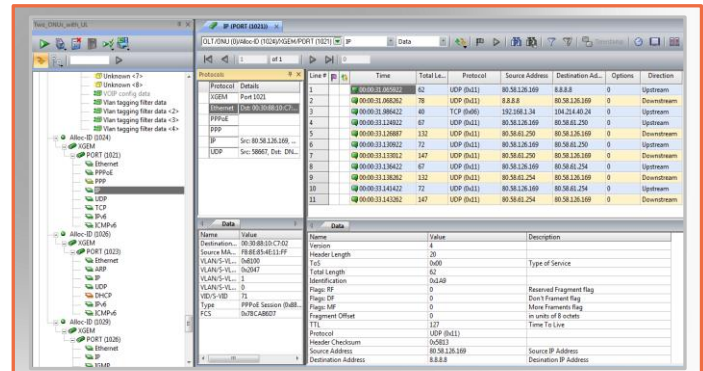 Two_ONUs_with_UL
IP (PORT (1021))
OLT/ONU (0)/Alloc-ID (1024)/XGEM/PORT (1021)
IP
Data
1
of 1
0
Unknown <7>
Unknown <8>
VOIP config data
Vlan tagging filter data
Vlan tagging filter data <2>
Vlan tagging filter data <3>
Vlan tagging filter data <4>
Alloc-ID (1024)
XGEM
PORT (1021)
Ethernet
PPPoE
PPP
IP
UDP
TCP
IPv6
ICMPv6
Alloc-ID (1026)
XGEM
PORT (1023)
Ethernet
ARP
IP
UDP
DHCP
IPv6
ICMPv6
Alloc-ID (1029)
XGEM
PORT (1026)
Ethernet
IP
Protocols
Protocol Details
XGEM Port 1021
Ethernet Dst: 00:30:88:10:C7:...
PPPoE
PPP
IP Src: 80.58.126.169, ...
UDP Src: 58667, Dst: DN...
Line # Time Total Le... Protocol Source Address Destination Ad... Options Direction
1 00:00:31.065822 62 UDP (0x11) 80.58.126.169 8.8.8.8 0 Upstream
2 00:00:31.068262 78 UDP (0x11) 8.8.8.8 80.58.126.169 0 Downstream
3 00:00:31.986422 40 TCP (0x06) 192.168.1.34 104.214.40.24 0 Upstream
4 00:00:33.124922 67 UDP (0x11) 80.58.126.169 80.58.61.250 0 Upstream
5 00:00:33.126887 132 UDP (0x11) 80.58.61.250 80.58.126.169 0 Downstream
6 00:00:33.130922 72 UDP (0x11) 80.58.126.169 80.58.61.250 0 Upstream
7 00:00:33.133012 147 UDP (0x11) 80.58.61.250 80.58.126.169 0 Downstream
8 00:00:33.136422 67 UDP (0x11) 80.58.126.169 80.58.61.254 0 Upstream
9 00:00:33.138262 132 UDP (0x11) 80.58.61.254 80.58.126.169 0 Downstream
10 00:00:33.141422 72 UDP (0x11) 80.58.126.169 80.58.61.254 0 Upstream
11 00:00:33.143262 147 UDP (0x11) 80.58.61.254 80.58.126.169 0 Downstream
Data
Name Value
Destination... 00:30:88:10:C7:02
Source MA... F8:8E:85:4E:11:FF
VLAN/S-VL... 0x8100
VLAN/S-VL... 0x2047
VLAN/S-VL... 1
VLAN/S-VL... 0
VID/S-VID 71
Type PPPoE Session (0x88...
FCS 0x78CAB6D7
Data
Name Value Description
Version 4
Header Length 20
ToS 0x00 Type of Service
Total Length 62
Identification 0x1A9
Flags: RF 0 Reserved Fragment flag
Flags: DF 0 Don't Frament flag
Flags: MF 0 More Framents flag
Fragment Offset 0 in units of 8 octets
TTL 127 Time To Live
Protocol UDP (0x11)
Header Checksum 0x5813
Source Address 80.58.126.169 Source IP Address
Destination Address 8.8.8.8 Desination IP Address